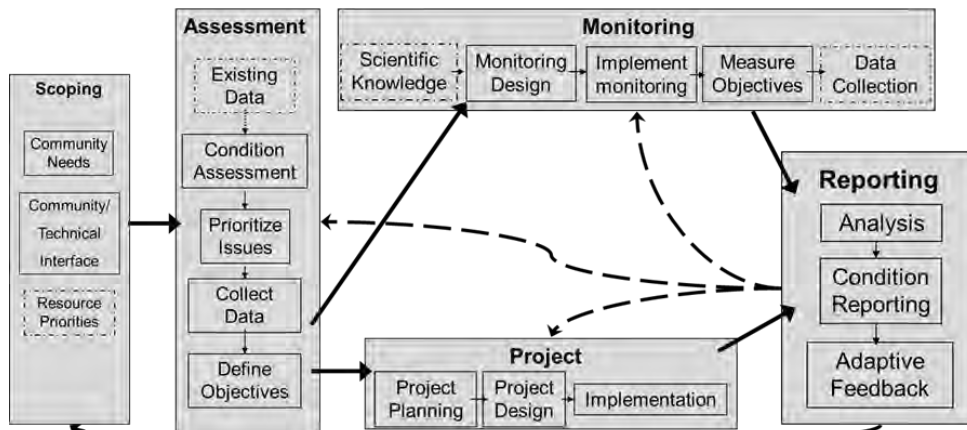 Scoping
Community
Needs
Community/
Technical
Interface
Resource
Priorities
Assessment
Existing
Data
Condition
Assessment
Prioritize
Issues
Collect
Data
Define
Objectives
Monitoring
Scientific
Knowledge
Monitoring
Design
Implement
monitoring
Measure
Objectives
Data
Collection
Project
Project
Planning
Project
Design
Implementation
Reporting
Analysis
Condition
Reporting
Adaptive
Feedback